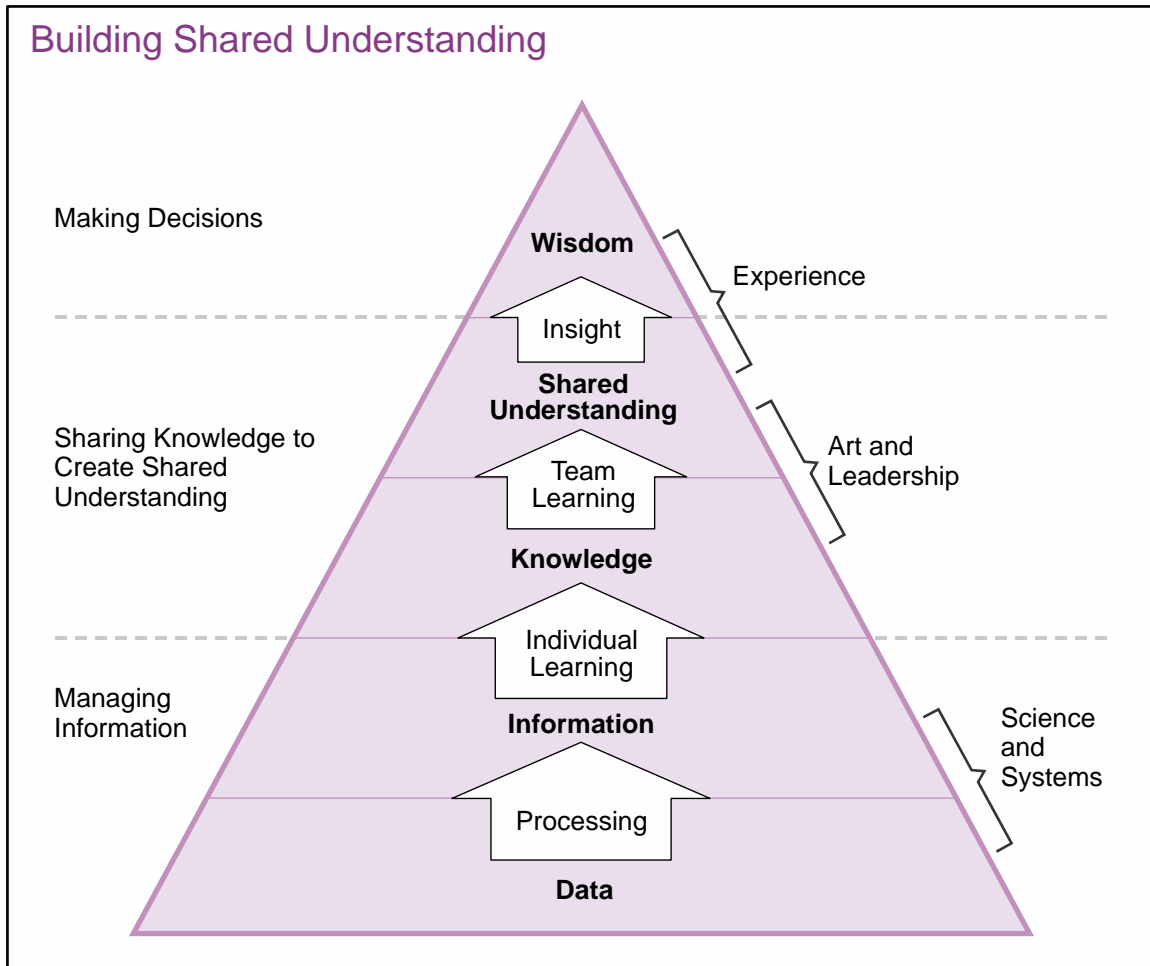 Building Shared Understanding
Making Decisions
Wisdom
Experience
Insight
Shared
Understanding
Sharing Knowledge to
Create Shared
Understanding
Art and
Leadership
Team
Learning
Knowledge
Individual
Learning
Managing
Information
Information
Science
and
Systems
Processing
Data